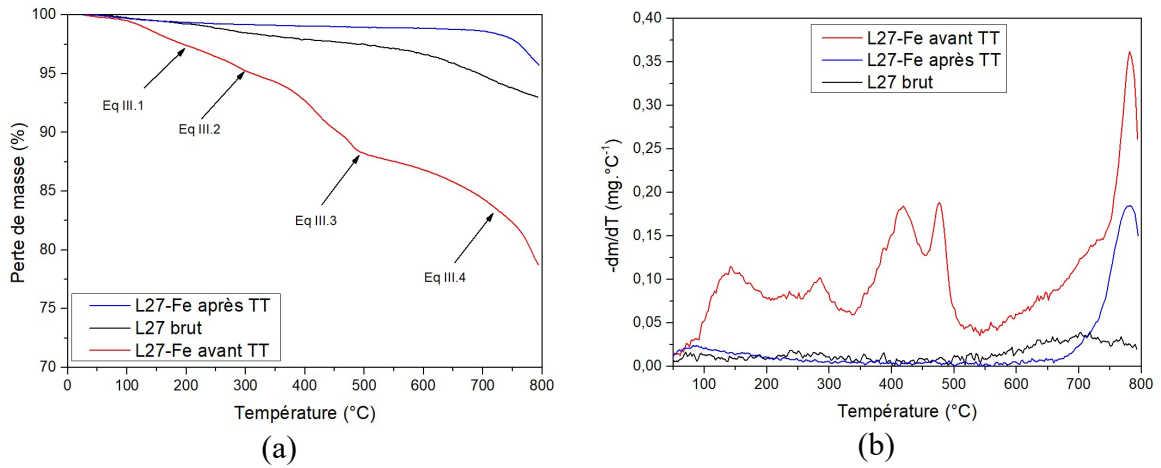 100
95
90
85
80
75
70
Perte de masse (%)
Eq III.1
Eq III.2
Eq III.3
Eq III.4
L27-Fe après TT
L27 brut
L27-Fe avant TT
0 100 200 300 400 500 600 700 800
Température (°C)
(a)
0,40
0,35
0,30
0,25
0,20
0,15
0,10
0,05
0,00
-dm/dT (mg.°C⁻¹)
L27-Fe avant TT
L27-Fe après TT
L27 brut
100 200 300 400 500 600 700 800
Température (°C)
(b)